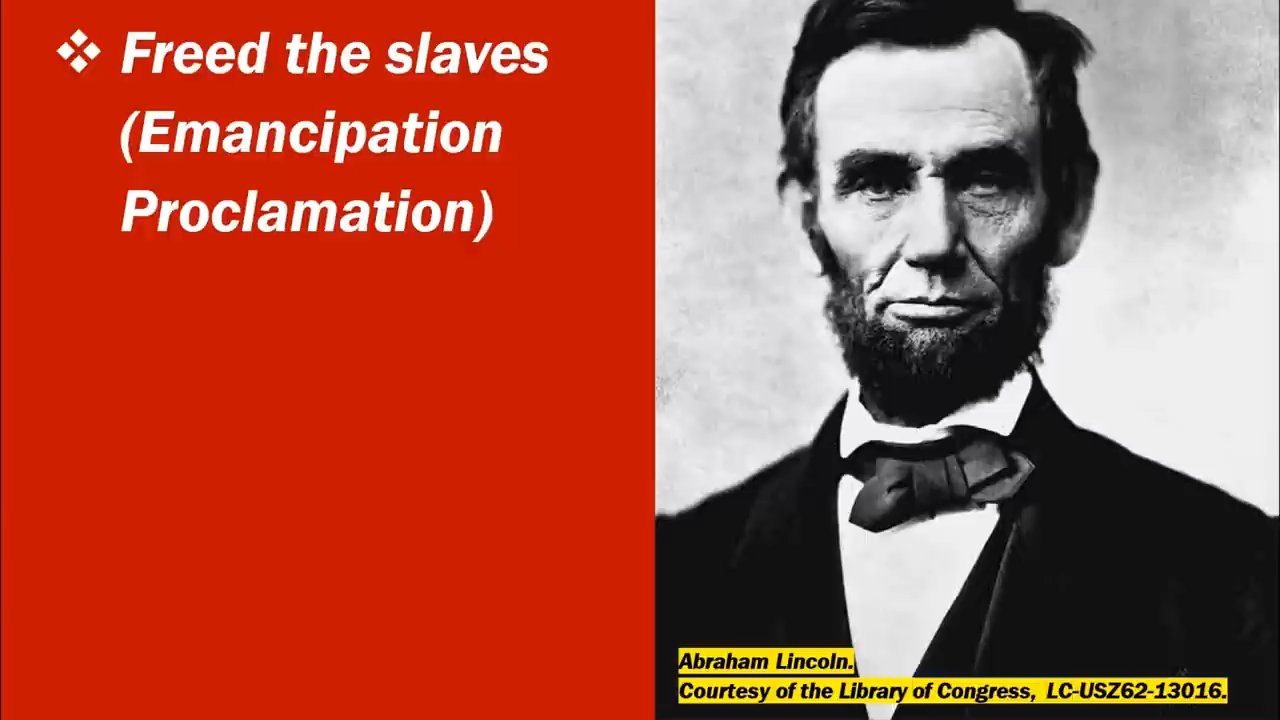 ❖ Freed the slaves
(Emancipation
Proclamation)
Abraham Lincoln.
Courtesy of the Library of Congress, LC-USZ62-13016.